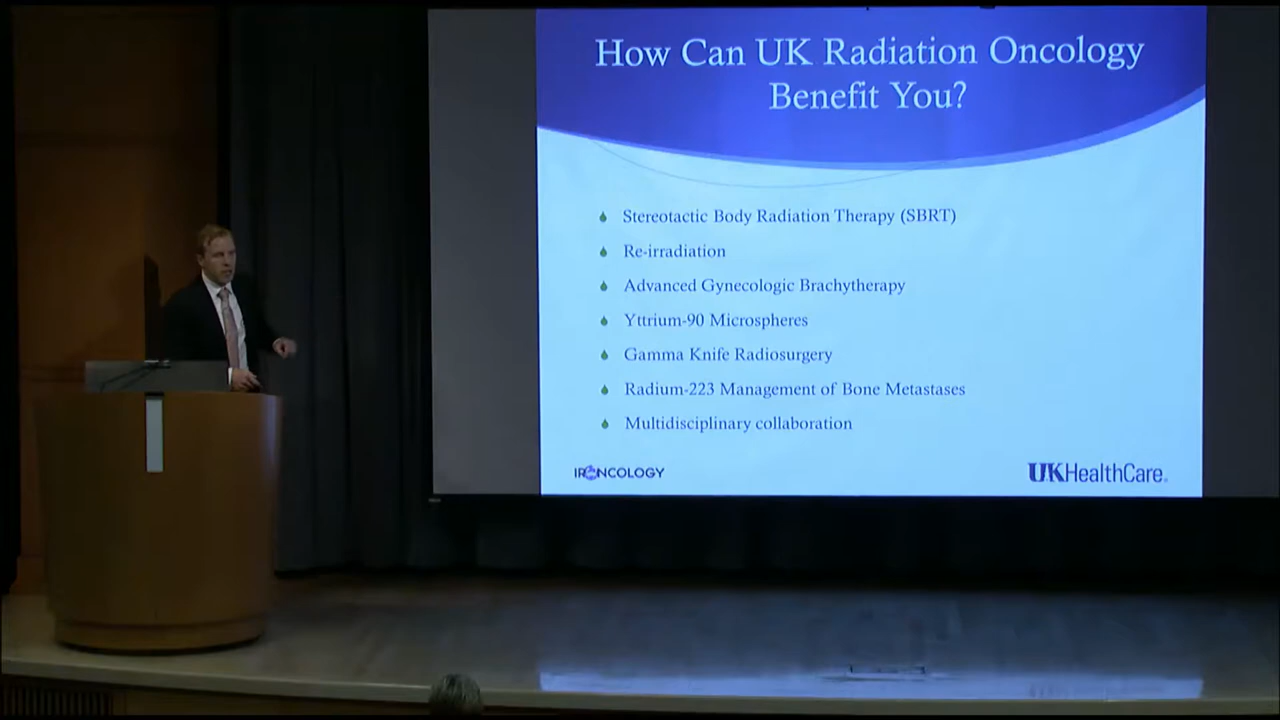 How Can UK Radiation Oncology
Benefit You?
Stereotactic Body Radiation Therapy (SBRT)
Re-irradiation
Advanced Gynecologic Brachytherapy
Yttrium-90 Microspheres
Gamma Knife Radiosurgery
Radium-223 Management of Bone Metastases
Multidisciplinary collaboration
IRONCOLOGY
UKHealthCare.